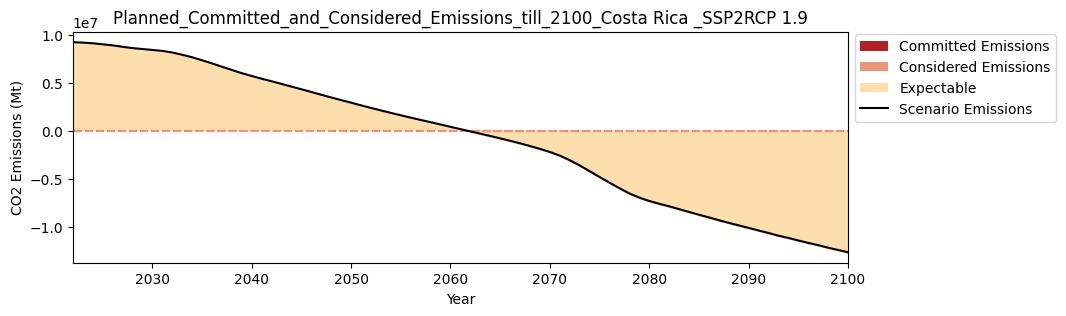 Planned_Committed_and_Considered_Emissions_till_2100_Costa Rica _SSP2RCP 1.9
1e7
1.0
0.5
0.0
−0.5
−1.0
CO2 Emissions (Mt)
2030 2040 2050 2060 2070 2080 2090 2100
Year
Committed Emissions
Considered Emissions
Expectable
Scenario Emissions